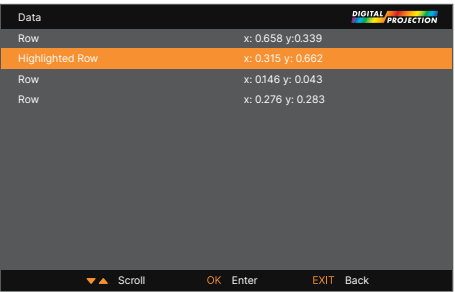 Data
DIGITAL
PROJECTION
Row x: 0.658 y:0.339
Highlighted Row x: 0.315 y: 0.662
Row x: 0.146 y: 0.043
Row x: 0.276 y: 0.283
Scroll OK Enter EXIT Back